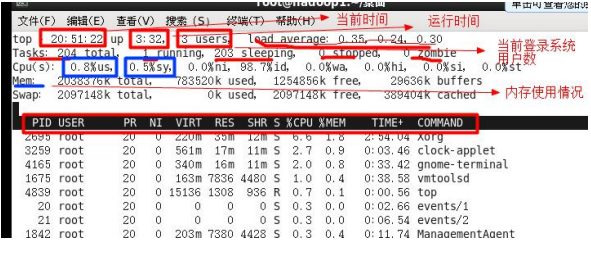 root@hadoop1:~/桌面
单击可查看您的
文件(F) 编辑(E) 查看(V) 搜索 (S) 终端(T) 帮助(H) 当前时间 运行时间
top 20:51:22 up 3:32, 3 users, load average: 0.35, 0.24, 0.30
当前登录系统用户数
Tasks: 204 total, 1 running, 203 sleeping, 0 stopped, 0 zombie
Cpu(s): 0.8%us, 0.5%sy, 0.0%ni, 98.7%id, 0.0%wa, 0.0%hi, 0.0%si, 0.0%st
Mem: 2038376k total, 783520k used, 1254856k free, 29636k buffers 内存使用情况
Swap: 2097148k total, 0k used, 2097148k free, 389404k cached
PID USER PR NI VIRT RES SHR S %CPU %MEM TIME+ COMMAND
2695 root 20 0 220m 35m 12m S 6.6 1.8 2:54.04 Xorg
3259 root 20 0 561m 17m 11m S 2.7 0.9 0:03.46 clock-applet
4165 root 20 0 340m 16m 11m S 2.0 0.8 0:33.42 gnome-terminal
1675 root 20 0 163m 7836 4480 S 1.0 0.4 0:38.58 vmtoolsd
4839 root 20 0 15136 1308 936 R 0.7 0.1 0:00.56 top
20 root 20 0 0 0 0 S 0.3 0.0 0:02.66 events/1
21 root 20 0 0 0 0 S 0.3 0.0 0:06.54 events/2
1842 root 20 0 203m 7380 4428 S 0.3 0.4 0:11.74 ManagementAgent